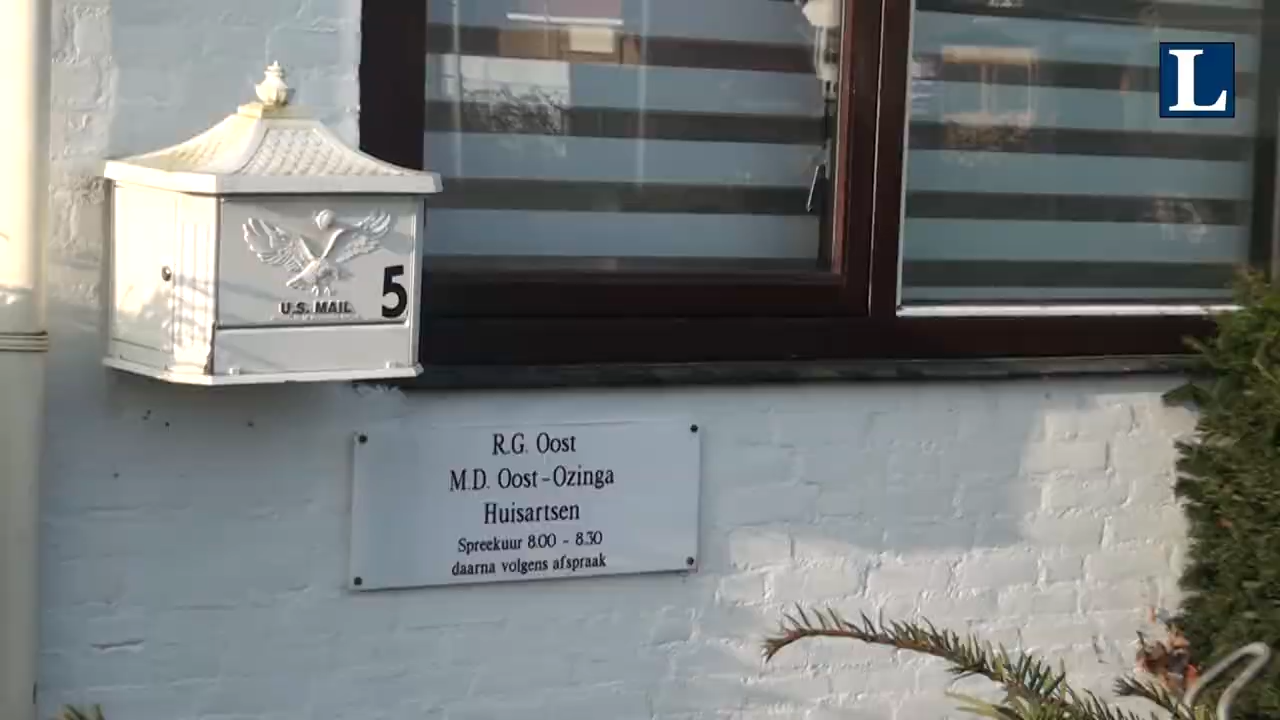 L
U.S. MAIL
5
R.G. Oost
M.D. Oost-Ozinga
Huisartsen
Spreekuur 8.00 - 8.30
daarna volgens afspraak